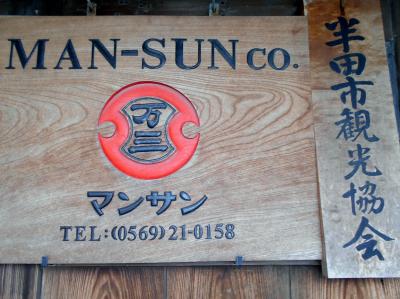 MAN-SUN CO.
万三
マンサン
TEL:(0569)21-0158
半田市観光協会